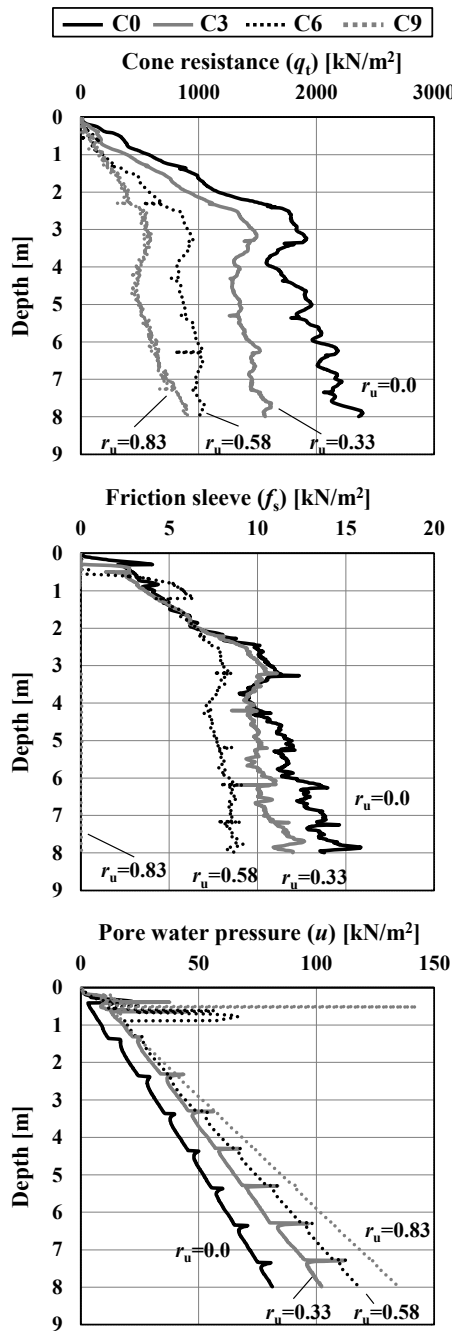 C0 C3 C6 C9
Cone resistance (qt) [kN/m²]
0 1000 2000 3000
0
1
2
3
4
5
6
7
8
9
Depth [m]
ru=0.0
ru=0.83 ru=0.58 ru=0.33
Friction sleeve (fs) [kN/m²]
0 5 10 15 20
0
1
2
3
4
5
6
7
8
9
Depth [m]
ru=0.0
ru=0.83 ru=0.58 ru=0.33
Pore water pressure (u) [kN/m²]
0 50 100 150
0
1
2
3
4
5
6
7
8
9
Depth [m]
ru=0.83
ru=0.0
ru=0.33 ru=0.58